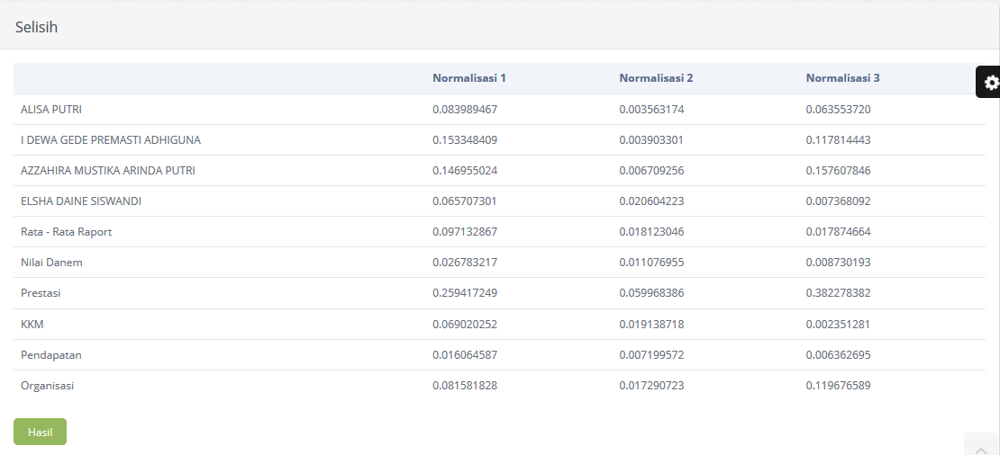 Selisih
Normalisasi 1 Normalisasi 2 Normalisasi 3
ALISA PUTRI 0.083989467 0.003563174 0.063553720
I DEWA GEDE PREMASTI ADHIGUNA 0.153348409 0.003903301 0.117814443
AZZAHIRA MUSTIKA ARINDA PUTRI 0.146955024 0.006709256 0.157607846
ELSHA DAINE SISWANDI 0.065707301 0.020604223 0.007368092
Rata - Rata Raport 0.097132867 0.018123046 0.017874664
Nilai Danem 0.026783217 0.011076955 0.008730193
Prestasi 0.259417249 0.059968386 0.382278382
KKM 0.069020252 0.019138718 0.002351281
Pendapatan 0.016064587 0.007199572 0.006362695
Organisasi 0.081581828 0.017290723 0.119676589
Hasil